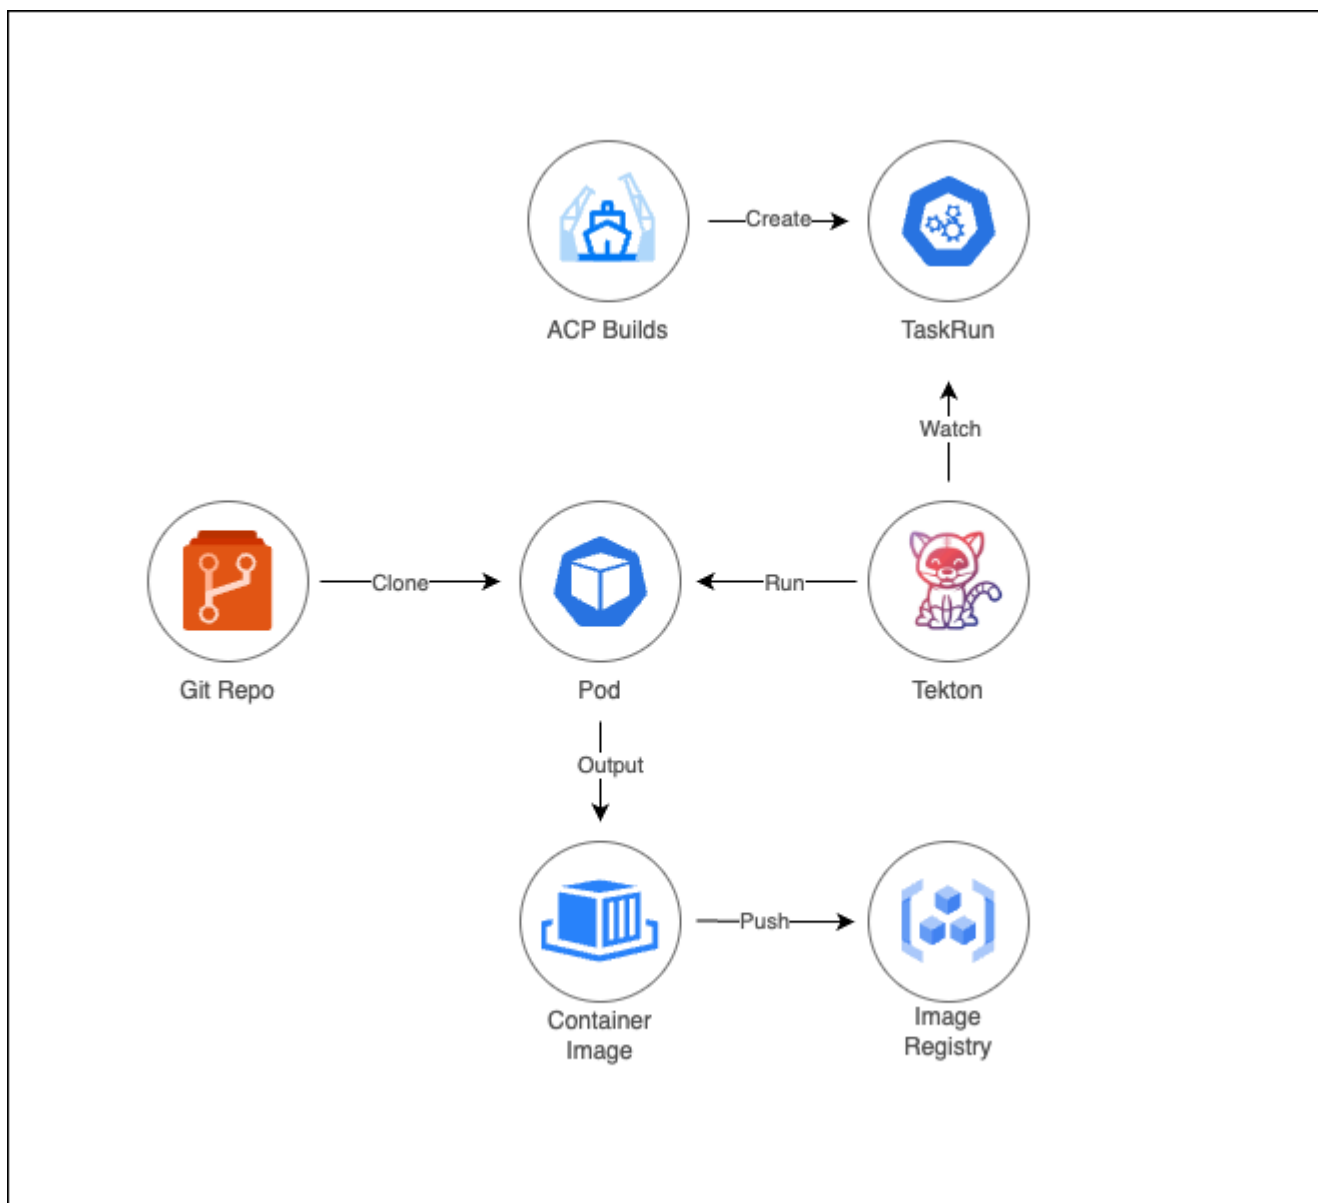 Create
ACP Builds
TaskRun
Watch
Clone
Run
Git Repo
Pod
Tekton
Output
Push
Container
Image
Image
Registry